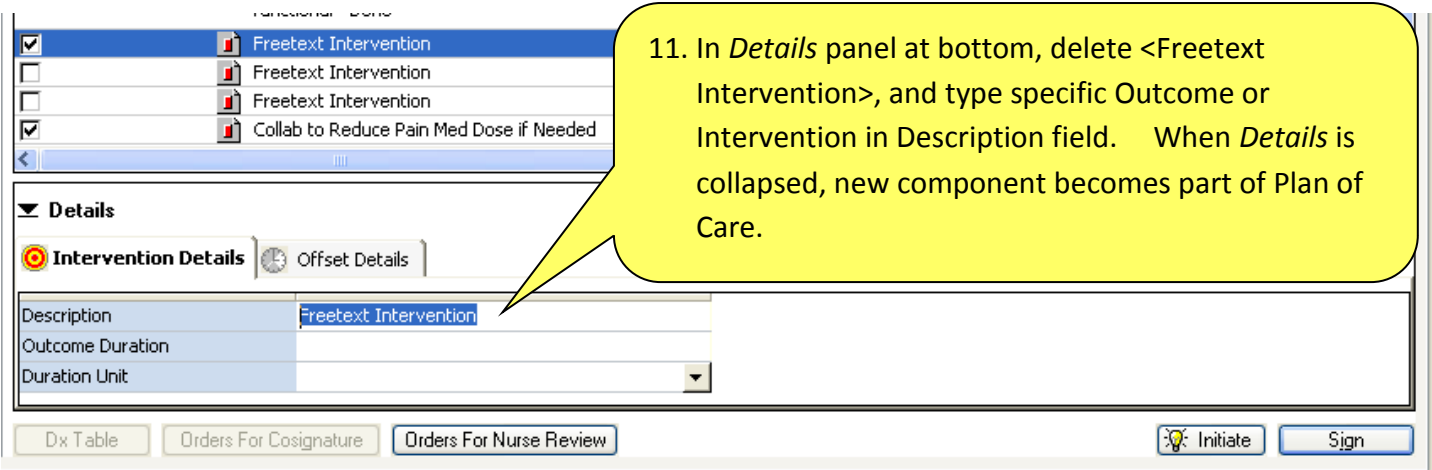 Freetext Intervention
Freetext Intervention
Freetext Intervention
Collab to Reduce Pain Med Dose if Needed
11. In Details panel at bottom, delete <Freetext
Intervention>, and type specific Outcome or
Intervention in Description field. When Details is
collapsed, new component becomes part of Plan of
Care.
Details
Intervention Details
Offset Details
Description Freetext Intervention
Outcome Duration
Duration Unit
Dx Table Orders For Cosignature Orders For Nurse Review Initiate Sign